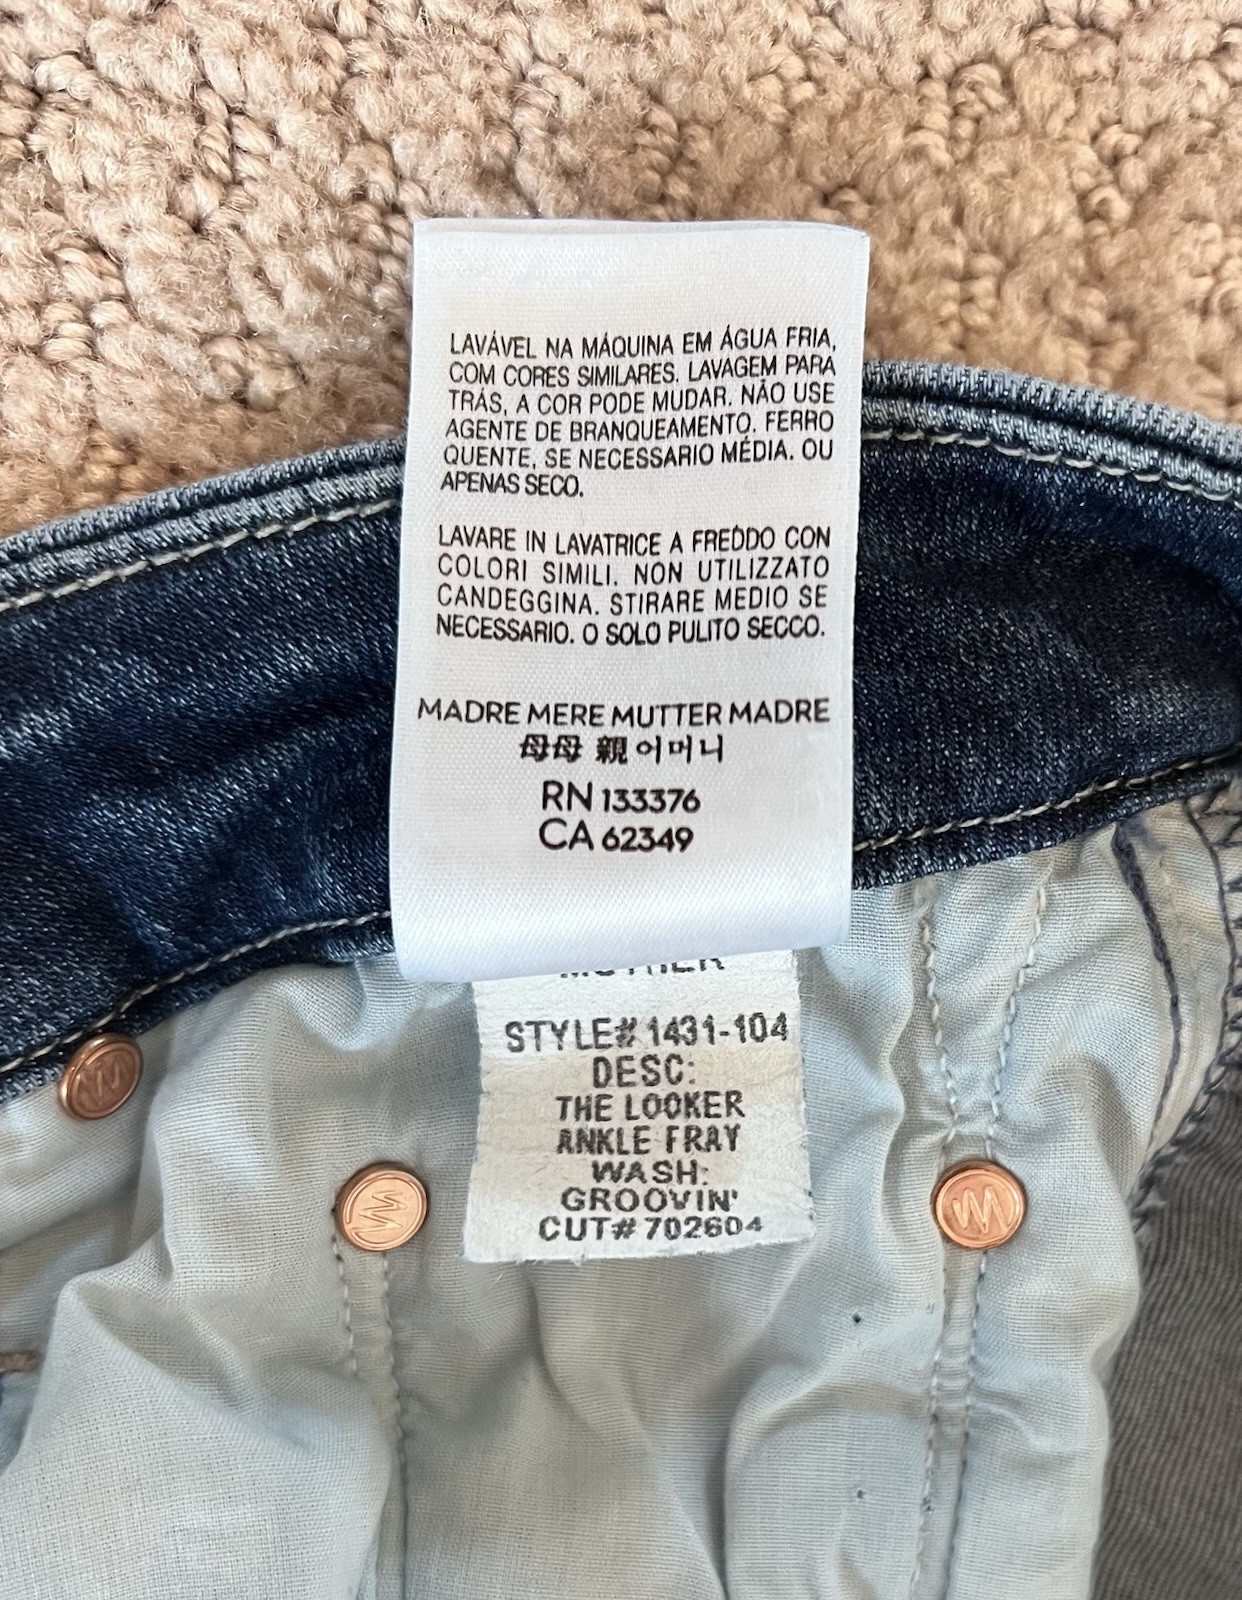 LAVÁVEL NA MÁQUINA EM ÁGUA FRIA,
COM CORES SIMILARES. LAVAGEM PARA
TRÁS, A COR PODE MUDAR. NÃO USE
AGENTE DE BRANQUEAMENTO. FERRO
QUENTE, SE NECESSARIO MÉDIA. OU
APENAS SECO.
LAVARE IN LAVATRICE A FREDDO CON
COLORI SIMILI. NON UTILIZZATO
CANDEGGINA. STIRARE MEDIO SE
NECESSARIO. O SOLO PULITO SECCO.
MADRE MERE MUTTER MADRE
母母 親 어머니
RN 133376
CA 62349
MOTHER
STYLE# 1431-104
DESC:
THE LOOKER
ANKLE FRAY
WASH:
GROOVIN'
CUT# 702604